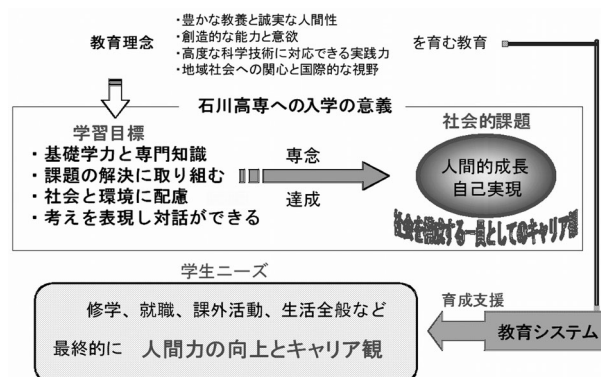 教育理念
・豊かな教養と誠実な人間性
・創造的な能力と意欲
・高度な科学技術に対応できる実践力
・地域社会への関心と国際的な視野
を育む教育
石川高専への入学の意義
学習目標
・基礎学力と専門知識
・課題の解決に取り組む
・社会と環境に配慮
・考えを表現し対話ができる
専念
達成
社会的課題
人間的成長
自己実現
社会を構成する一員としてのキャリア観
学生ニーズ
修学、就職、課外活動、生活全般など
最終的に 人間力の向上とキャリア観
育成支援
教育システム